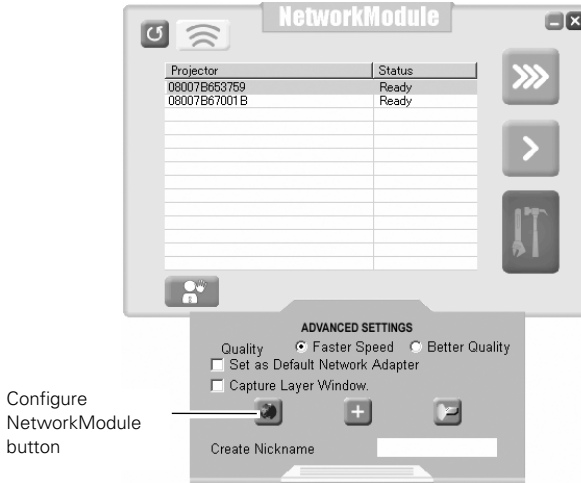 NetworkModule
Projector Status
08007B653759 Ready
08007B67001B Ready
ADVANCED SETTINGS
Quality Faster Speed Better Quality
Set as Default Network Adapter
Capture Layer Window.
Configure
NetworkModule
button
Create Nickname